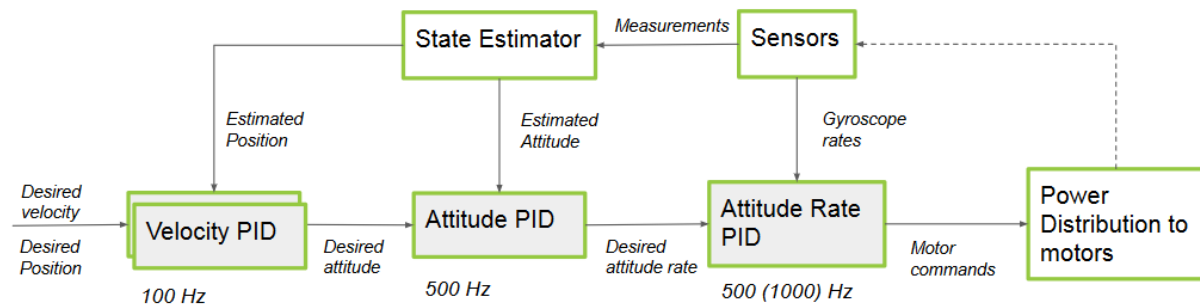 State Estimator
Measurements
Sensors
Estimated
Position
Estimated
Attitude
Gyroscope
rates
Desired
velocity
Desired
Position
Velocity PID
Desired
attitude
Attitude PID
Desired
attitude rate
Attitude Rate
PID
Motor
commands
Power
Distribution to
motors
100 Hz
500 Hz
500 (1000) Hz